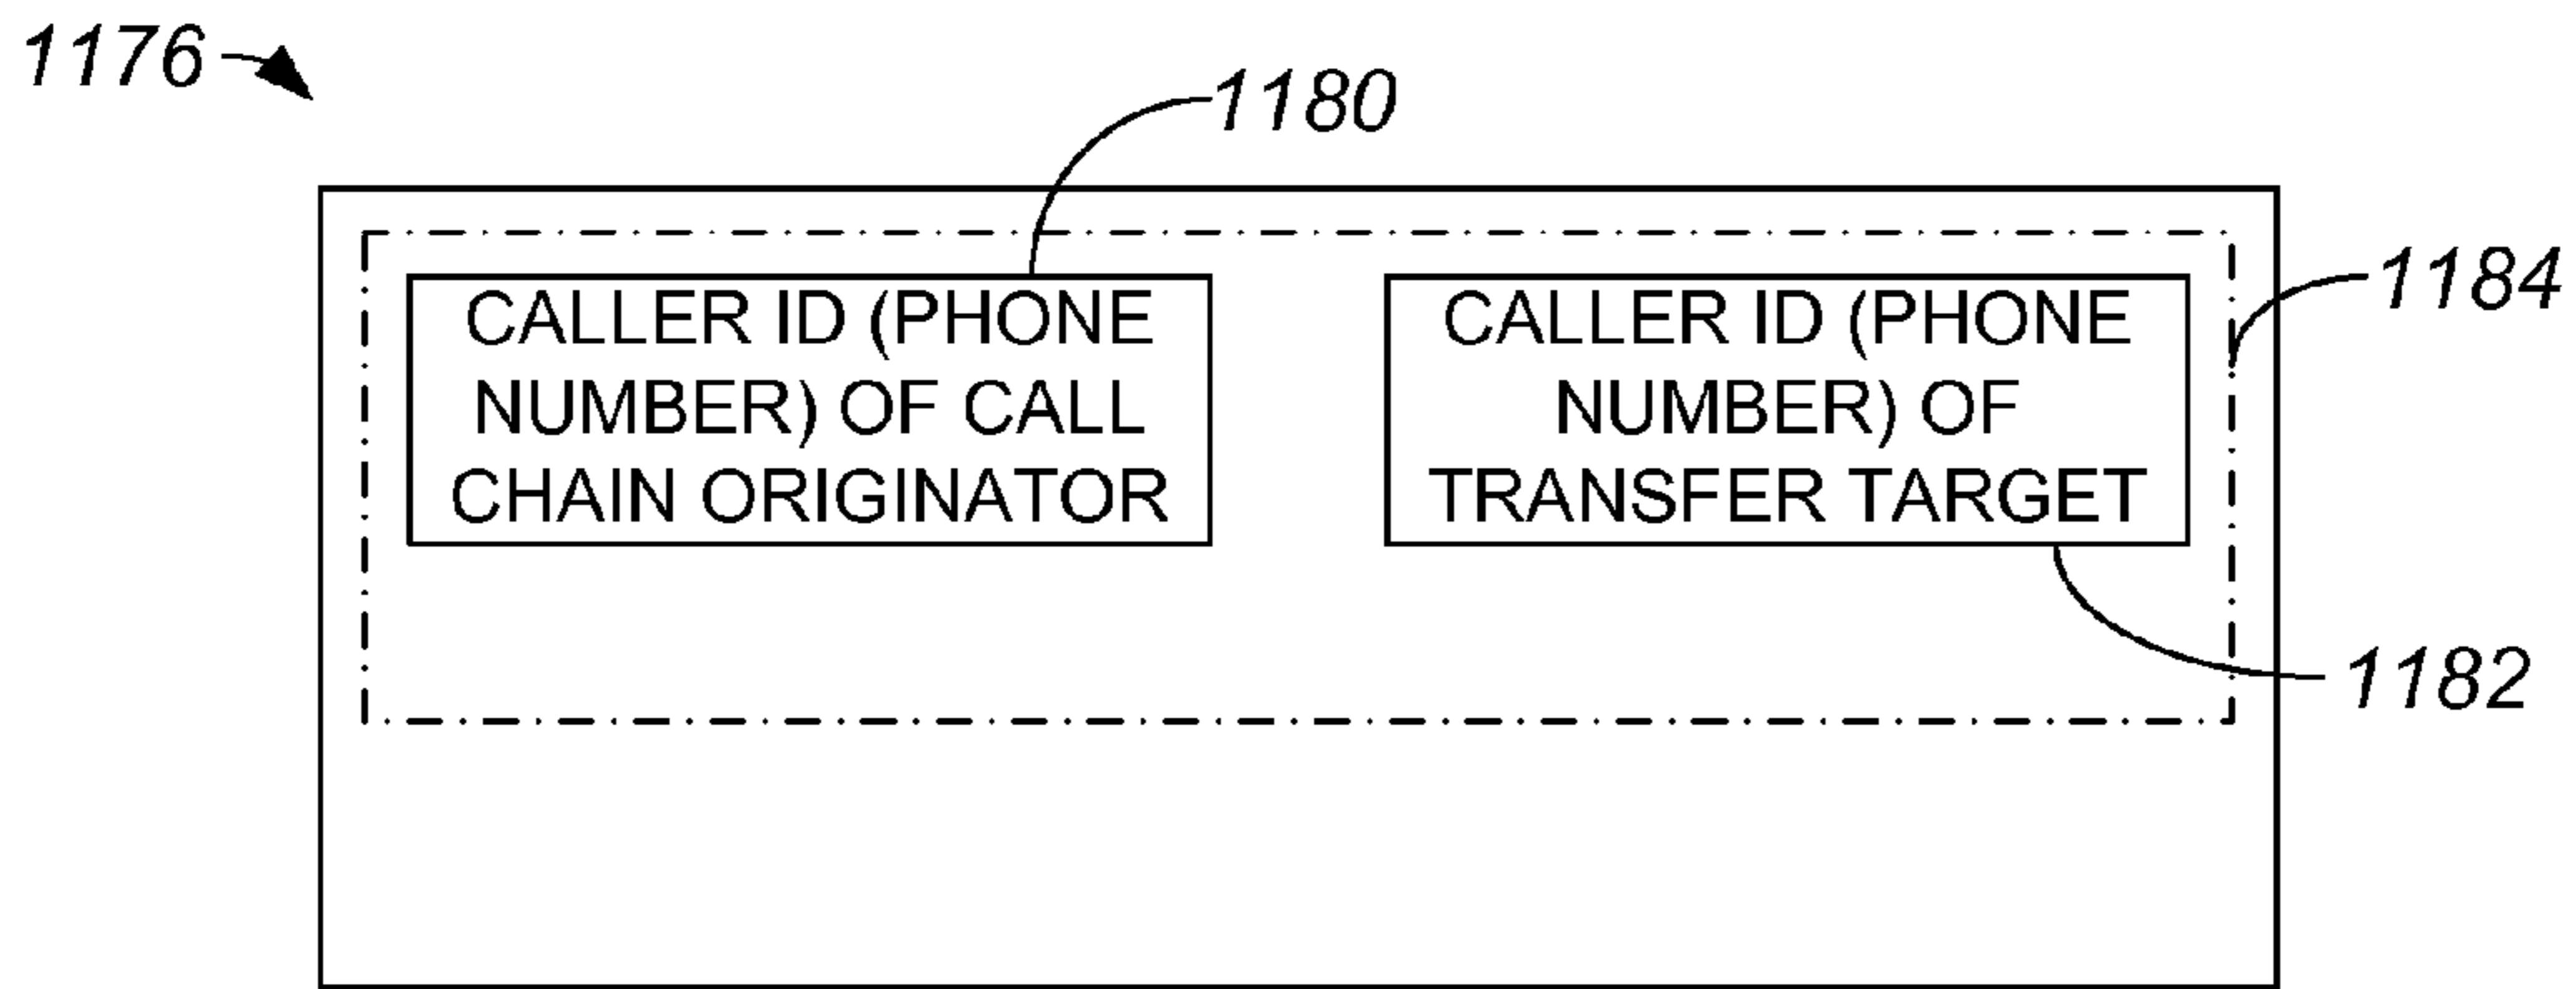 1176
1180
CALLER ID (PHONE
NUMBER) OF CALL
CHAIN ORIGINATOR
CALLER ID (PHONE
NUMBER) OF
TRANSFER TARGET
1184
1182